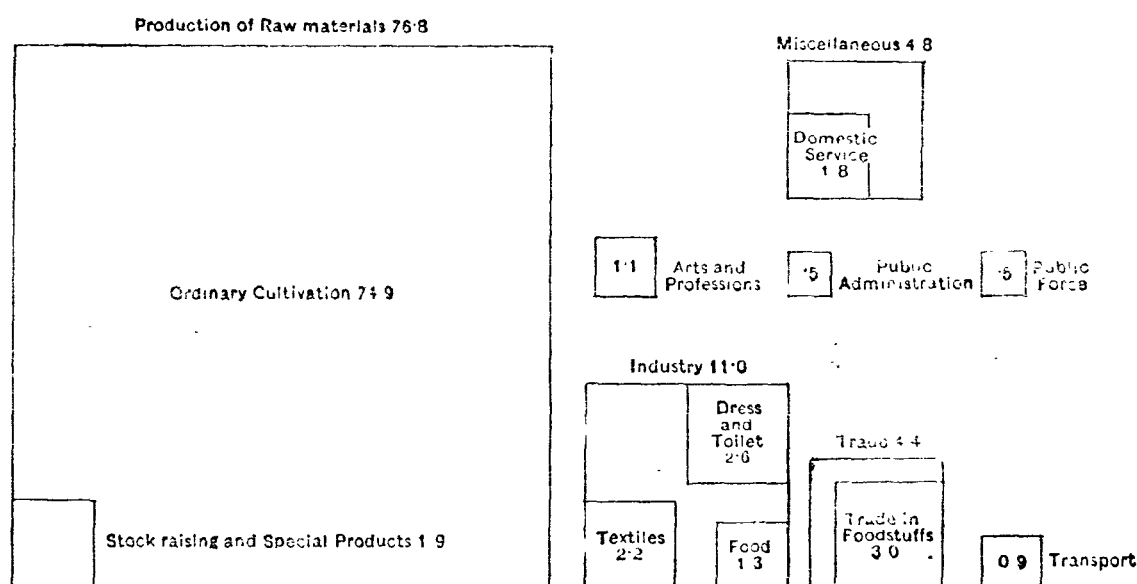 Production of Raw materials 76·8
Miscellaneous 4 8
Domestic
Service
1 8
1·1
Arts and
Professions
·5
Public
Administration
·5
Public
Force
Ordinary Cultivation 74 9
Industry 11·0
Dress
and
Toilet
2·6
Trade 4·4
Stock raising and Special Products 1 9
Textiles
2·2
Food
1 3
Trade in
Foodstuffs
3 0
0 9 Transport